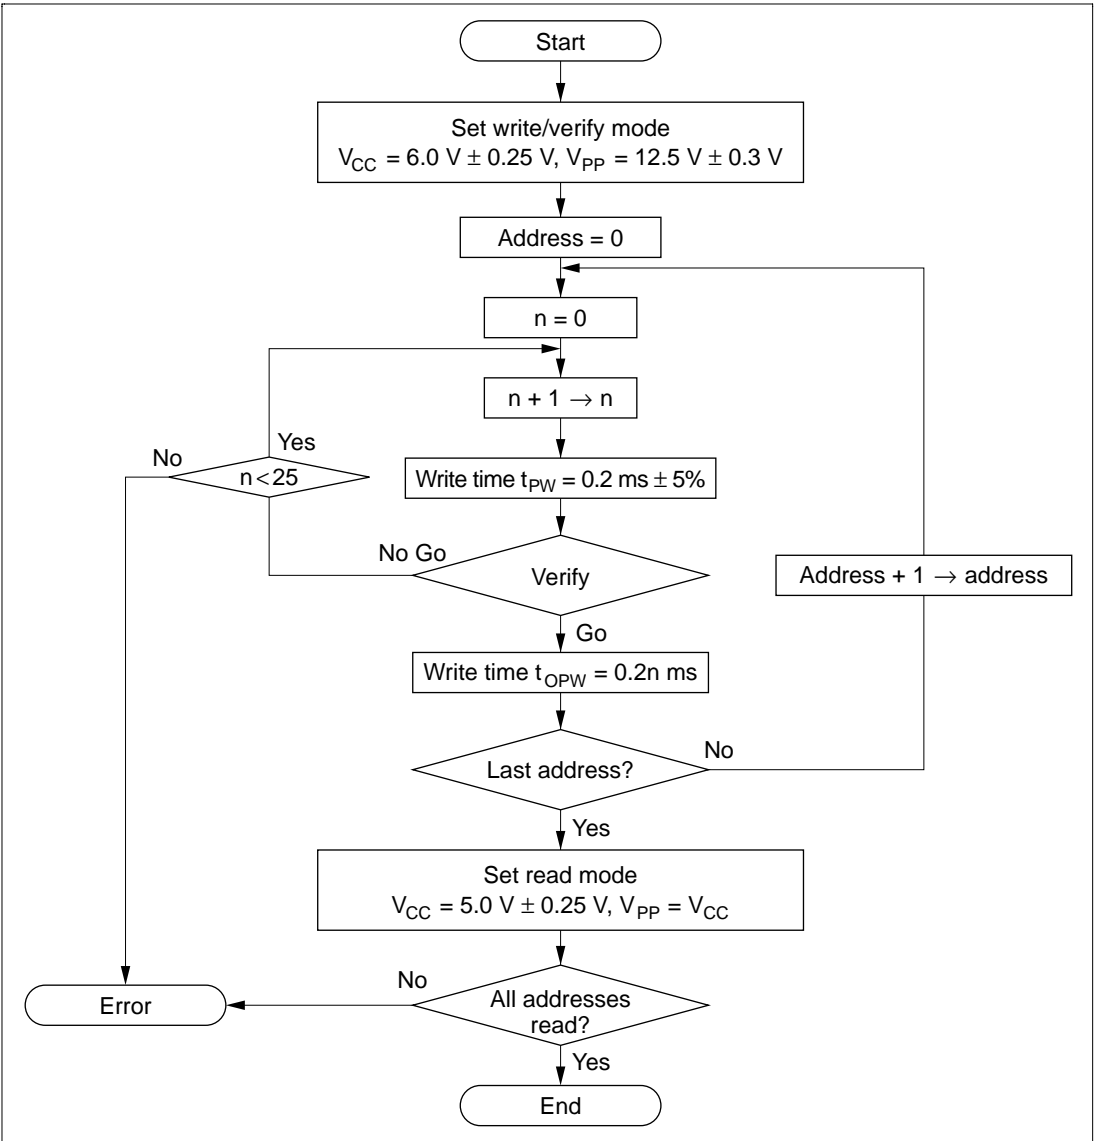 Start
Set write/verify mode
V_CC = 6.0 V ± 0.25 V, V_PP = 12.5 V ± 0.3 V
Address = 0
n = 0
n + 1 → n
Yes
No
n<25
Write time t_PW = 0.2 ms ± 5%
No Go
Verify
Address + 1 → address
Go
Write time t_OPW = 0.2n ms
No
Last address?
Yes
Set read mode
V_CC = 5.0 V ± 0.25 V, V_PP = V_CC
No
Error
All addresses
read?
Yes
End